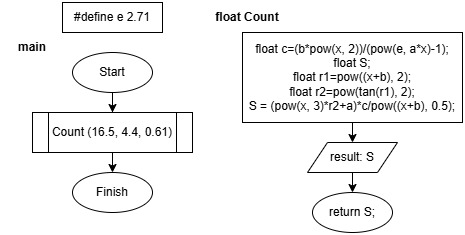 #define e 2.71
main
Start
Count (16.5, 4.4, 0.61)
Finish
float Count
float c=(b*pow(x, 2))/(pow(e, a*x)-1);
float S;
float r1=pow((x+b), 2);
float r2=pow(tan(r1), 2);
S = (pow(x, 3)*r2+a)*c/pow((x+b), 0.5);
result: S
return S;